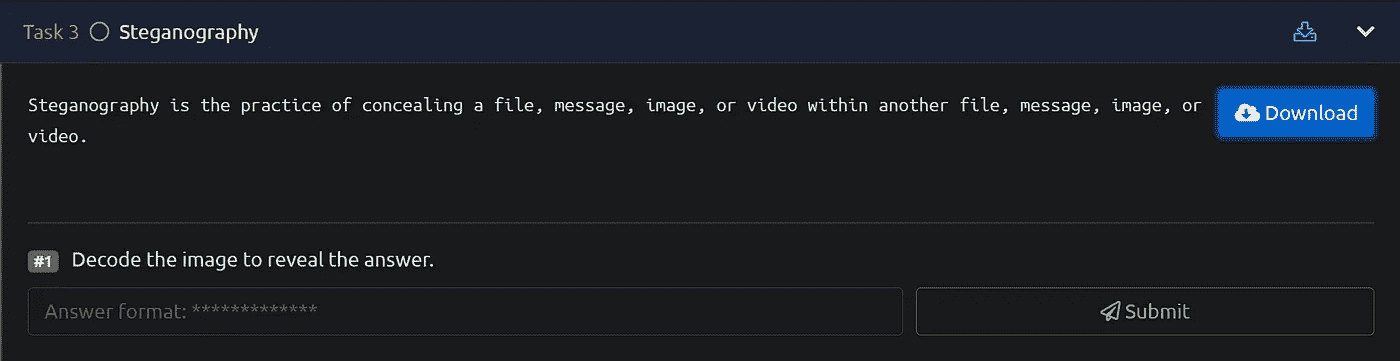 Task 3 Steganography
Steganography is the practice of concealing a file, message, image, or video within another file, message, image, or
video.
Download
#1 Decode the image to reveal the answer.
Answer format: *************
Submit